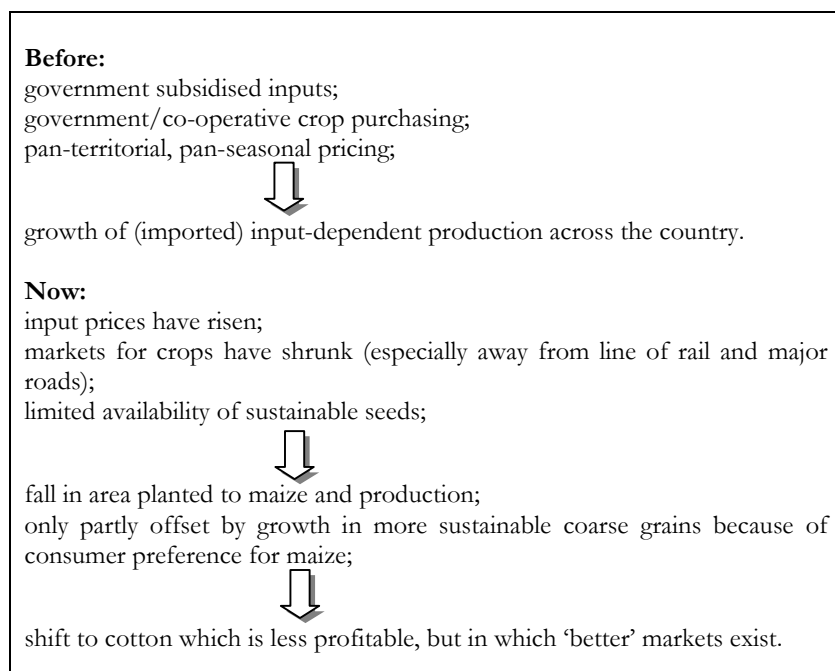 Before:
government subsidised inputs;
government/co-operative crop purchasing;
pan-territorial, pan-seasonal pricing;
growth of (imported) input-dependent production across the country.
Now:
input prices have risen;
markets for crops have shrunk (especially away from line of rail and major
roads);
limited availability of sustainable seeds;
fall in area planted to maize and production;
only partly offset by growth in more sustainable coarse grains because of
consumer preference for maize;
shift to cotton which is less profitable, but in which ‘better’ markets exist.